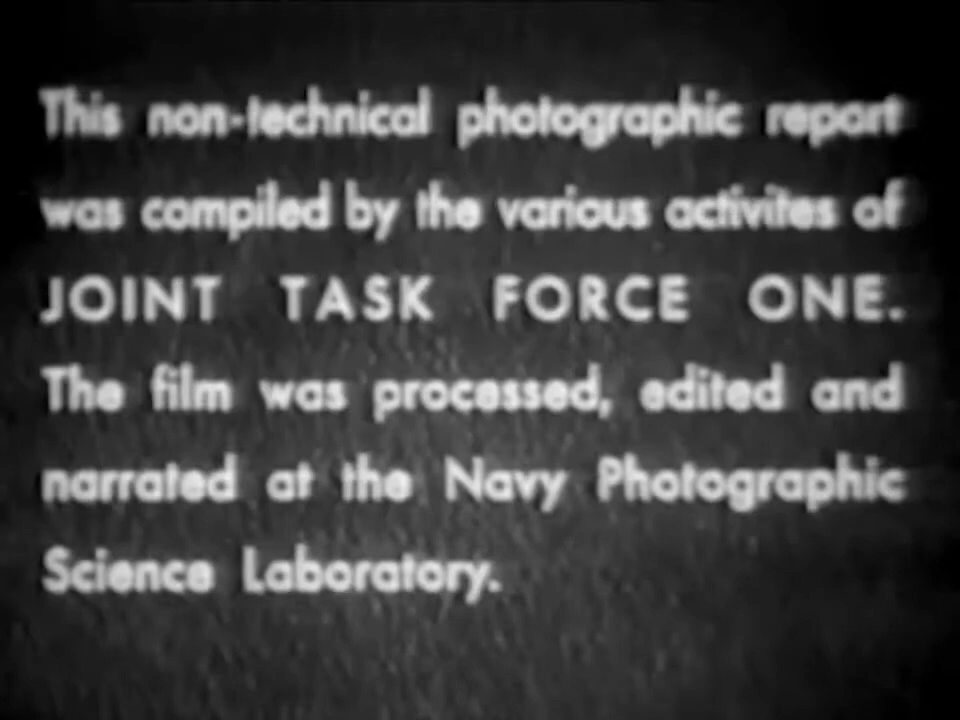 This non-technical photographic report
was compiled by the various activites of
JOINT TASK FORCE ONE.
The film was processed, edited and
narrated at the Navy Photographic
Science Laboratory.